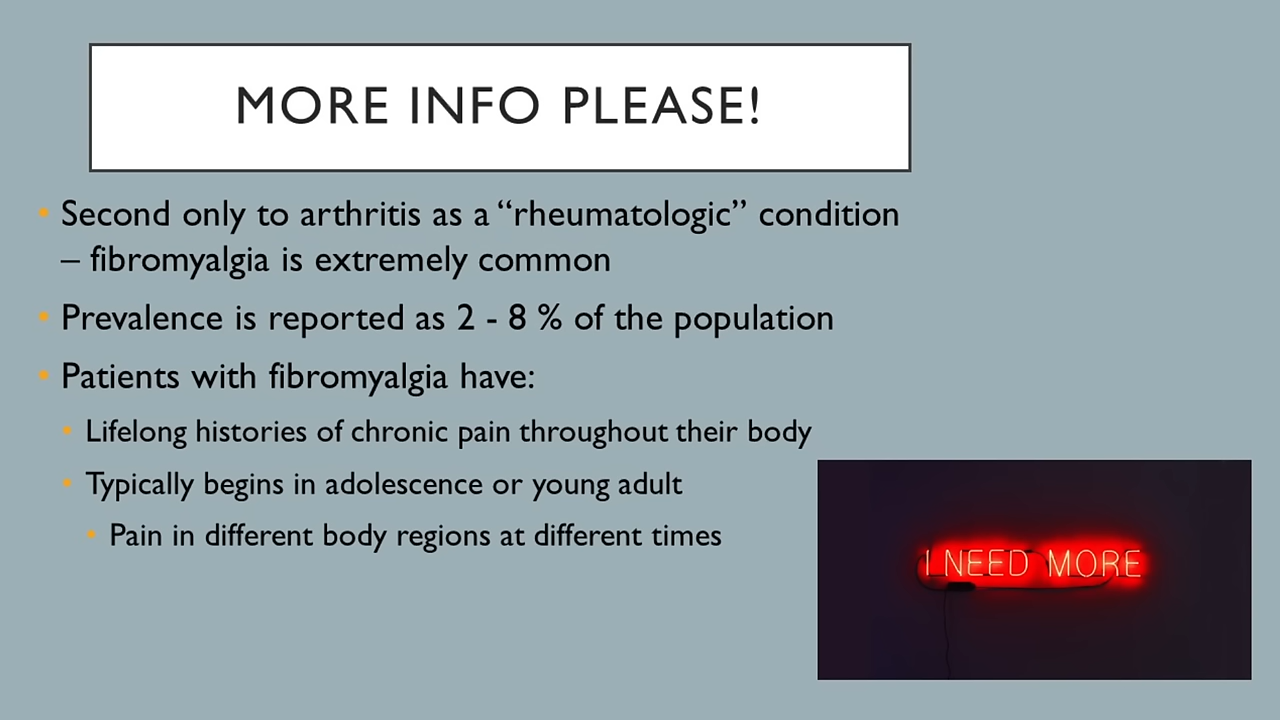 MORE INFO PLEASE!
• Second only to arthritis as a “rheumatologic” condition
– fibromyalgia is extremely common
• Prevalence is reported as 2 - 8 % of the population
• Patients with fibromyalgia have:
• Lifelong histories of chronic pain throughout their body
• Typically begins in adolescence or young adult
• Pain in different body regions at different times
I NEED MORE